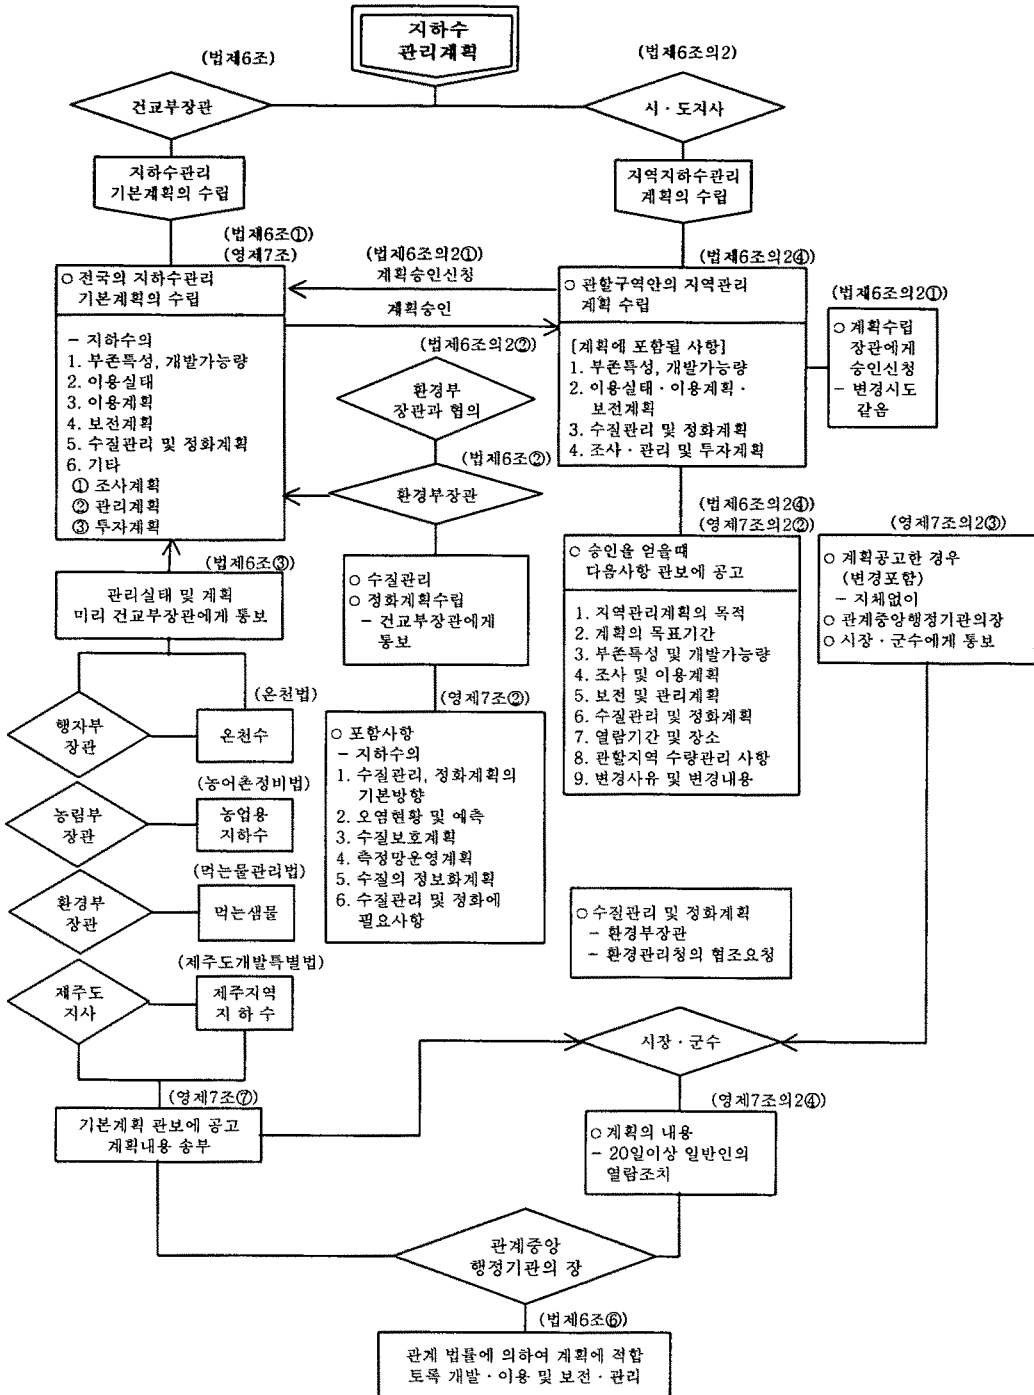 지하수
관리계획
(법제6조)
(법제6조의2)
건교부장관
시 · 도지사
지하수관리
기본계획의 수립
지역지하수관리
계획의 수립
(법제6조①)
(영제7조)
○ 전국의 지하수관리
기본계획의 수립
- 지하수의
1. 부존특성, 개발가능량
2. 이용실태
3. 이용계획
4. 보전계획
5. 수질관리 및 정화계획
6. 기타
① 조사계획
② 관리계획
③ 투자계획
(법제6조의2①)
계획승인신청
계획승인
(법제6조의2④)
○ 관할구역안의 지역관리
계획 수립
[계획에 포함될 사항]
1. 부존특성, 개발가능량
2. 이용실태 · 이용계획 ·
보전계획
3. 수질관리 및 정화계획
4. 조사 · 관리 및 투자계획
(법제6조의2①)
○ 계획수립
장관에게
승인신청
- 변경시도
같음
(법제6조의2②)
환경부
장관과 협의
(법제6조②)
환경부장관
○ 수질관리
○ 정화계획수립
- 건교부장관에게
통보
(영제7조②)
○ 포함사항
- 지하수의
1. 수질관리, 정화계획의
기본방향
2. 오염현황 및 예측
3. 수질보호계획
4. 측정망운영계획
5. 수질의 정보화계획
6. 수질관리 및 정화에
필요사항
(법제6조의2④)
(영제7조의2②)
○ 승인을 얻을때
다음사항 관보에 공고
1. 지역관리계획의 목적
2. 계획의 목표기간
3. 부존특성 및 개발가능량
4. 조사 및 이용계획
5. 보전 및 관리계획
6. 수질관리 및 정화계획
7. 열람기간 및 장소
8. 관할지역 수량관리 사항
9. 변경사유 및 변경내용
(영제7조의2③)
○ 계획공고한 경우
(변경포함)
- 지체없이
○ 관계중앙행정기관의장
○ 시장 · 군수에게 통보
(법제6조③)
관리실태 및 계획
미리 건교부장관에게 통보
행자부
장관
(온천법)
온천수
농림부
장관
(농어촌정비법)
농업용
지하수
환경부
장관
(먹는물관리법)
먹는샘물
제주도
지사
(제주도개발특별법)
제주지역
지 하 수
○ 수질관리 및 정화계획
- 환경부장관
- 환경관리청의 협조요청
시장 · 군수
(영제7조⑦)
기본계획 관보에 공고
계획내용 송부
(영제7조의2④)
○ 계획의 내용
- 20일이상 일반인의
열람조치
관계중앙
행정기관의 장
(법제6조⑥)
관계 법률에 의하여 계획에 적합
토록 개발 · 이용 및 보전 · 관리